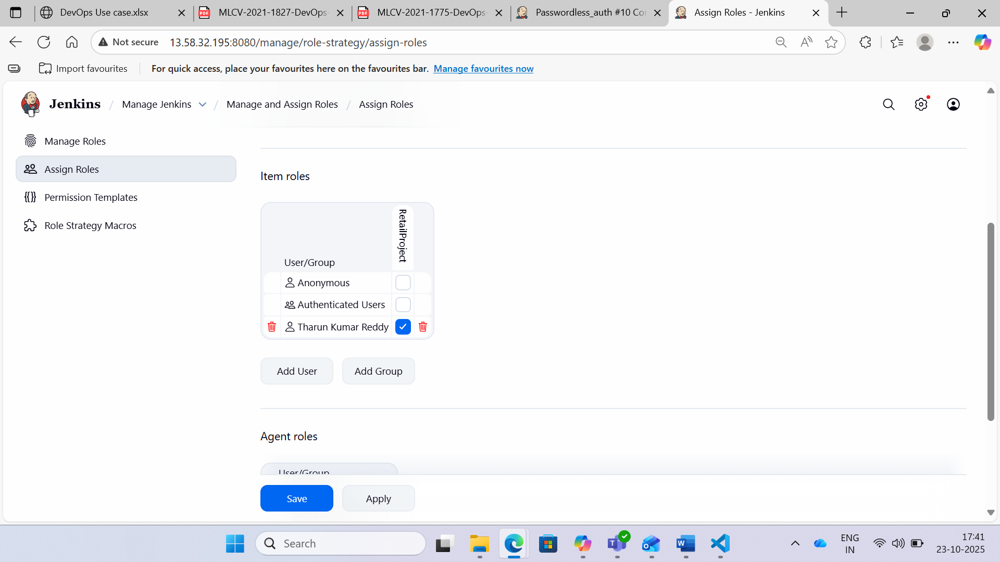 DevOps Use case.xlsx
MLCV-2021-1827-DevOps-
MLCV-2021-1775-DevOps-
Passwordless_auth #10 Con
Assign Roles - Jenkins
Not secure
13.58.32.195:8080/manage/role-strategy/assign-roles
Import favourites
For quick access, place your favourites here on the favourites bar. Manage favourites now
Jenkins / Manage Jenkins / Manage and Assign Roles / Assign Roles
Manage Roles
Assign Roles
Permission Templates
Role Strategy Macros
Item roles
RetailProject
User/Group
Anonymous
Authenticated Users
Tharun Kumar Reddy
Add User
Add Group
Agent roles
User/Group
Save
Apply
Search
ENG
IN
17:41
23-10-2025